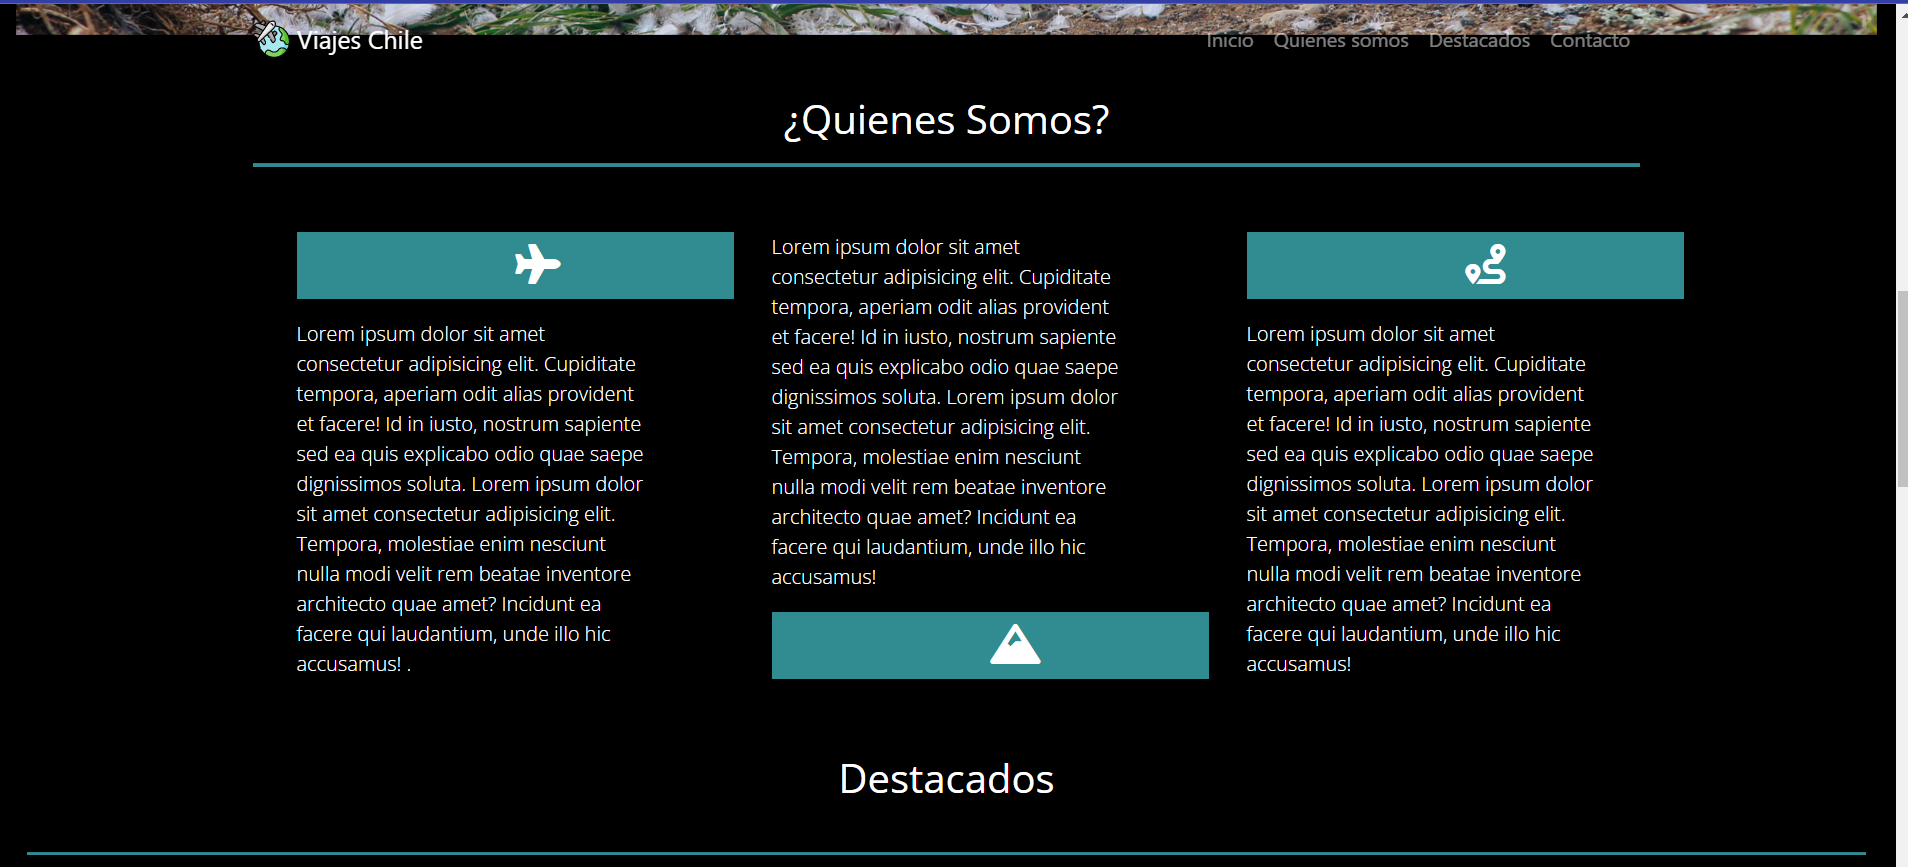 Viajes Chile
Inicio Quienes somos Destacados Contacto
¿Quienes Somos?
Lorem ipsum dolor sit amet
consectetur adipisicing elit. Cupiditate
tempora, aperiam odit alias provident
et facere! Id in iusto, nostrum sapiente
sed ea quis explicabo odio quae saepe
dignissimos soluta. Lorem ipsum dolor
sit amet consectetur adipisicing elit.
Tempora, molestiae enim nesciunt
nulla modi velit rem beatae inventore
architecto quae amet? Incidunt ea
facere qui laudantium, unde illo hic
accusamus! .
Lorem ipsum dolor sit amet
consectetur adipisicing elit. Cupiditate
tempora, aperiam odit alias provident
et facere! Id in iusto, nostrum sapiente
sed ea quis explicabo odio quae saepe
dignissimos soluta. Lorem ipsum dolor
sit amet consectetur adipisicing elit.
Tempora, molestiae enim nesciunt
nulla modi velit rem beatae inventore
architecto quae amet? Incidunt ea
facere qui laudantium, unde illo hic
accusamus!
Lorem ipsum dolor sit amet
consectetur adipisicing elit. Cupiditate
tempora, aperiam odit alias provident
et facere! Id in iusto, nostrum sapiente
sed ea quis explicabo odio quae saepe
dignissimos soluta. Lorem ipsum dolor
sit amet consectetur adipisicing elit.
Tempora, molestiae enim nesciunt
nulla modi velit rem beatae inventore
architecto quae amet? Incidunt ea
facere qui laudantium, unde illo hic
accusamus!
Destacados